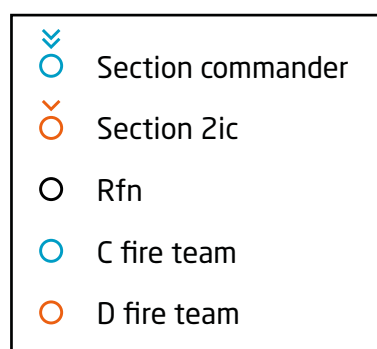 Section commander
Section 2ic
Rfn
C fire team
D fire team